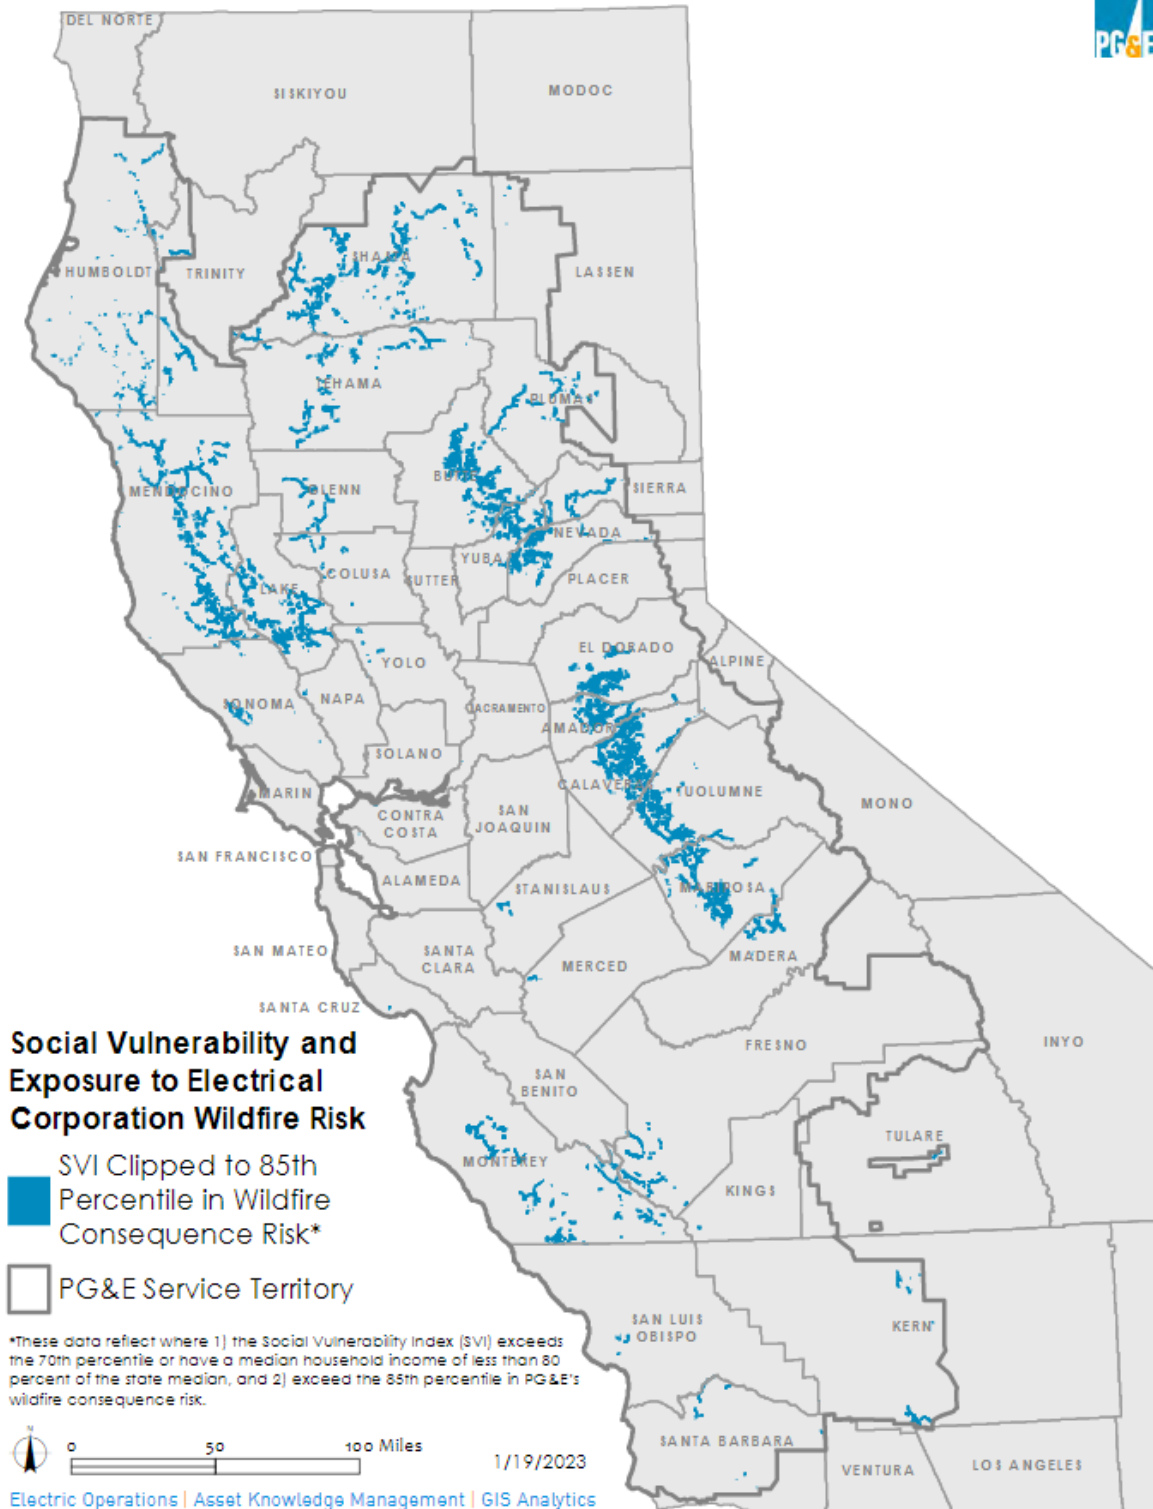 DEL NORTE
PG&E
SISKIYOU
MODOC
HUMBOLDT
TRINITY
SHASTA
LASSEN
TEHAMA
PLUMAS
MENDOCINO
GLENN
BUTTE
SIERRA
NEVADA
YUBA
COLUSA
SUTTER
PLACER
LAKE
EL DORADO
YOLO
ALPINE
SONOMA
NAPA
SACRAMENTO
AMADOR
SOLANO
CALAVERAS
TUOLUMNE
MARIN
MONO
CONTRA
COSTA
SAN
JOAQUIN
SAN FRANCISCO
ALAMEDA
STANISLAUS
MARIPOSA
SAN MATEO
SANTA
CLARA
MERCED
MADERA
SANTA CRUZ
Social Vulnerability and
Exposure to Electrical
Corporation Wildfire Risk
FRESNO
INYO
SAN
BENITO
SVI Clipped to 85th
Percentile in Wildfire
Consequence Risk*
MONTEREY
TULARE
KINGS
PG&E Service Territory
SAN LUIS
OBISPO
KERN
*These data reflect where 1) the Social Vulnerability Index (SVI) exceeds
the 70th percentile or have a median household income of less than 80
percent of the state median, and 2) exceed the 85th percentile in PG&E's
wildfire consequence risk.
N
0 50 100 Miles
1/19/2023
SANTA BARBARA
VENTURA
LOS ANGELES
Electric Operations | Asset Knowledge Management | GIS Analytics